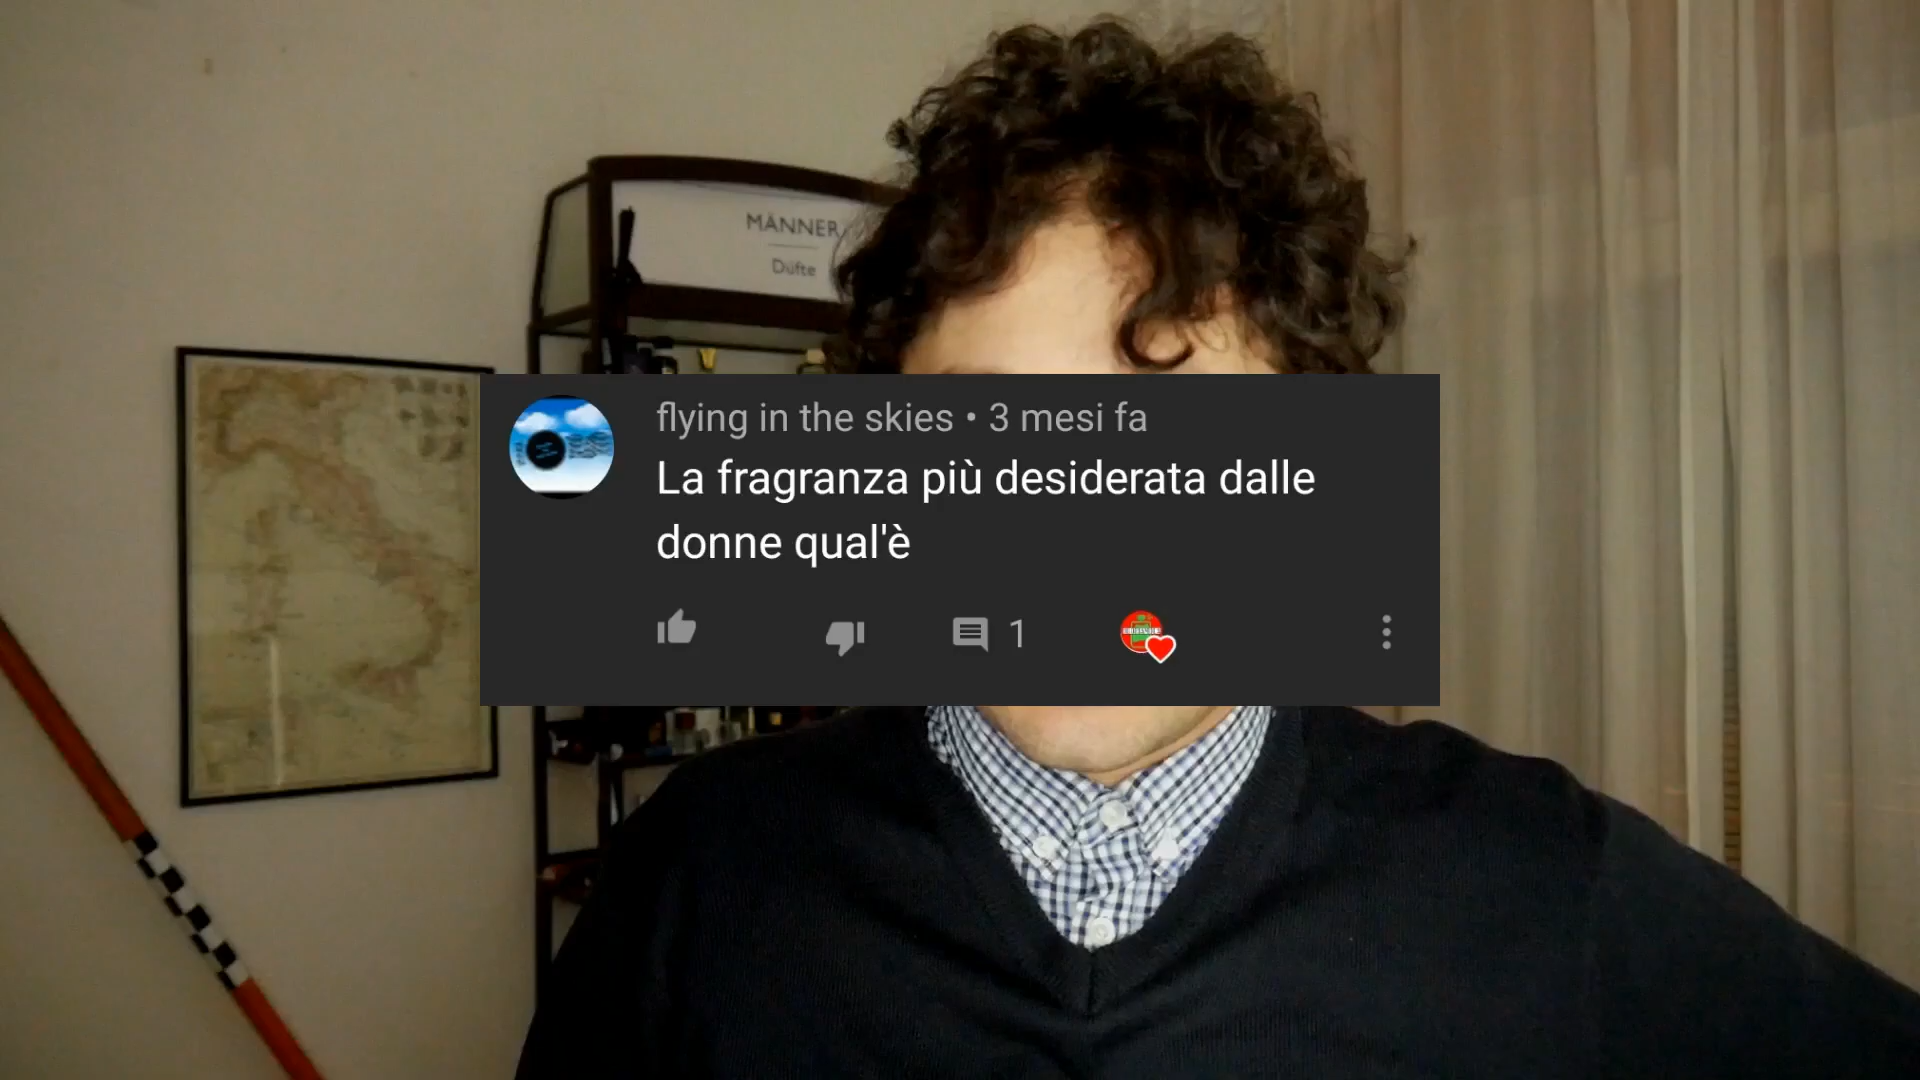 MÄNNER
Düfte
flying in the skies • 3 mesi fa
La fragranza più desiderata dalle
donne qual'è
1